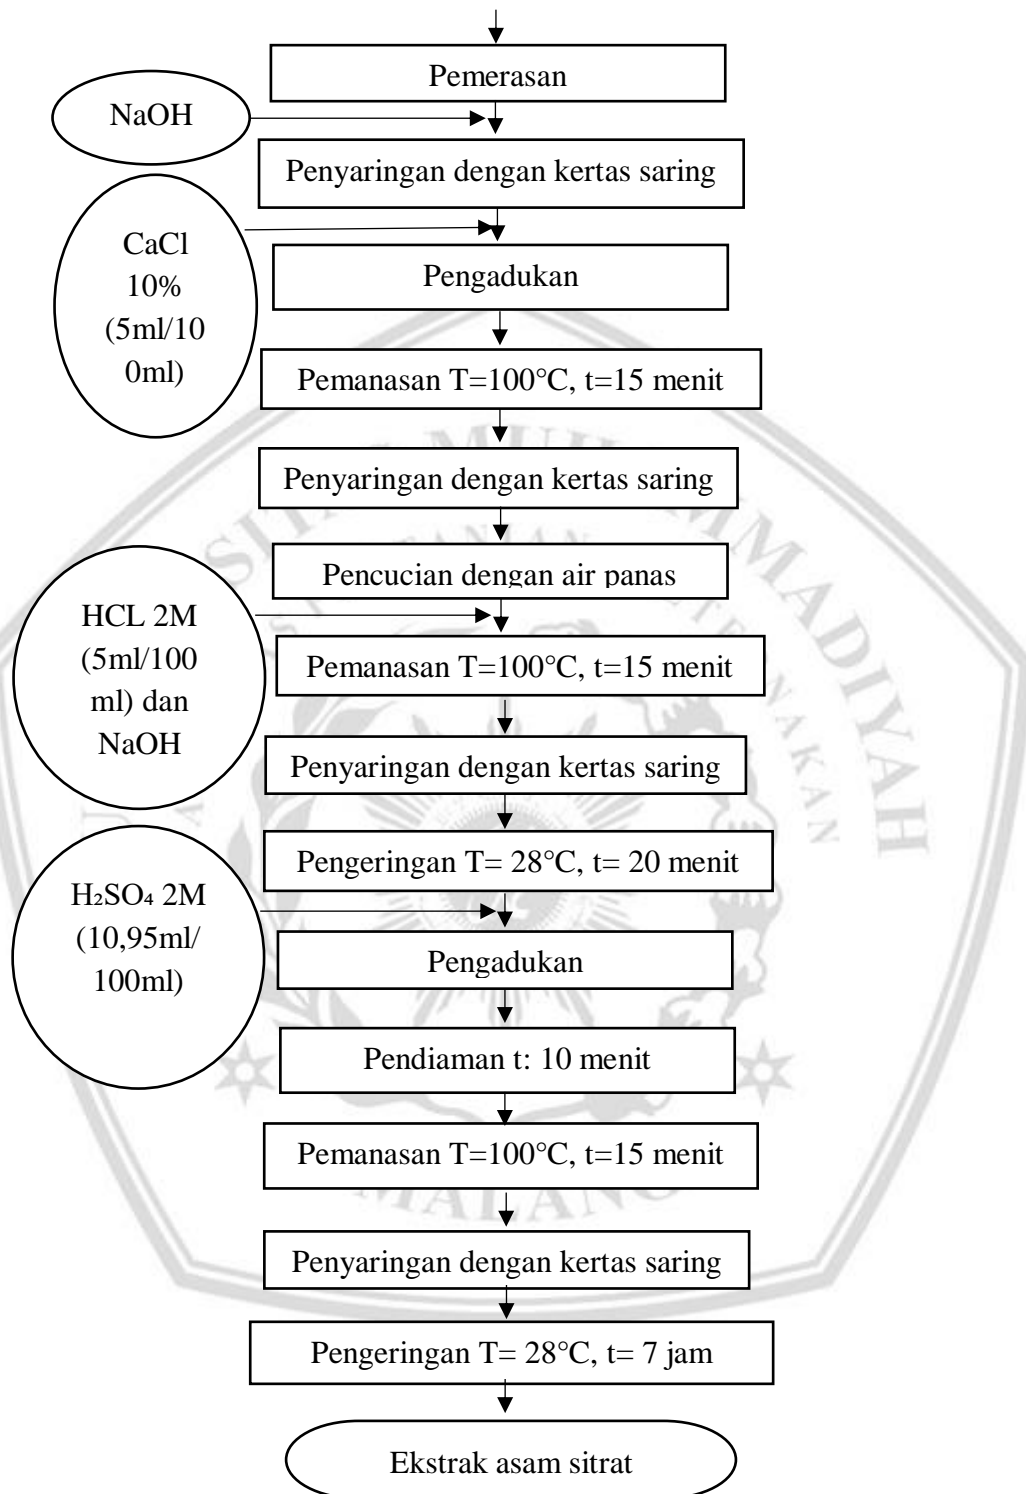 Pemerasan
NaOH
Penyaringan dengan kertas saring
CaCl
10%
(5ml/10
0ml)
Pengadukan
Pemanasan T=100°C, t=15 menit
Penyaringan dengan kertas saring
Pencucian dengan air panas
HCL 2M
(5ml/100
ml) dan
NaOH
Pemanasan T=100°C, t=15 menit
Penyaringan dengan kertas saring
Pengeringan T= 28°C, t= 20 menit
H₂SO₄ 2M
(10,95ml/
100ml)
Pengadukan
Pendiaman t: 10 menit
Pemanasan T=100°C, t=15 menit
Penyaringan dengan kertas saring
Pengeringan T= 28°C, t= 7 jam
Ekstrak asam sitrat
MALANG